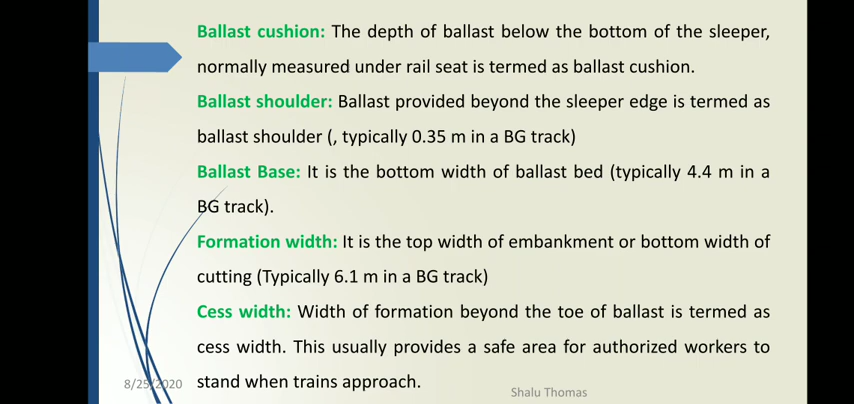 Ballast cushion: The depth of ballast below the bottom of the sleeper,
normally measured under rail seat is termed as ballast cushion.
Ballast shoulder: Ballast provided beyond the sleeper edge is termed as
ballast shoulder (, typically 0.35 m in a BG track)
Ballast Base: It is the bottom width of ballast bed (typically 4.4 m in a
BG track).
Formation width: It is the top width of embankment or bottom width of
cutting (Typically 6.1 m in a BG track)
Cess width: Width of formation beyond the toe of ballast is termed as
cess width. This usually provides a safe area for authorized workers to
stand when trains approach.
8/25/2020
Shalu Thomas